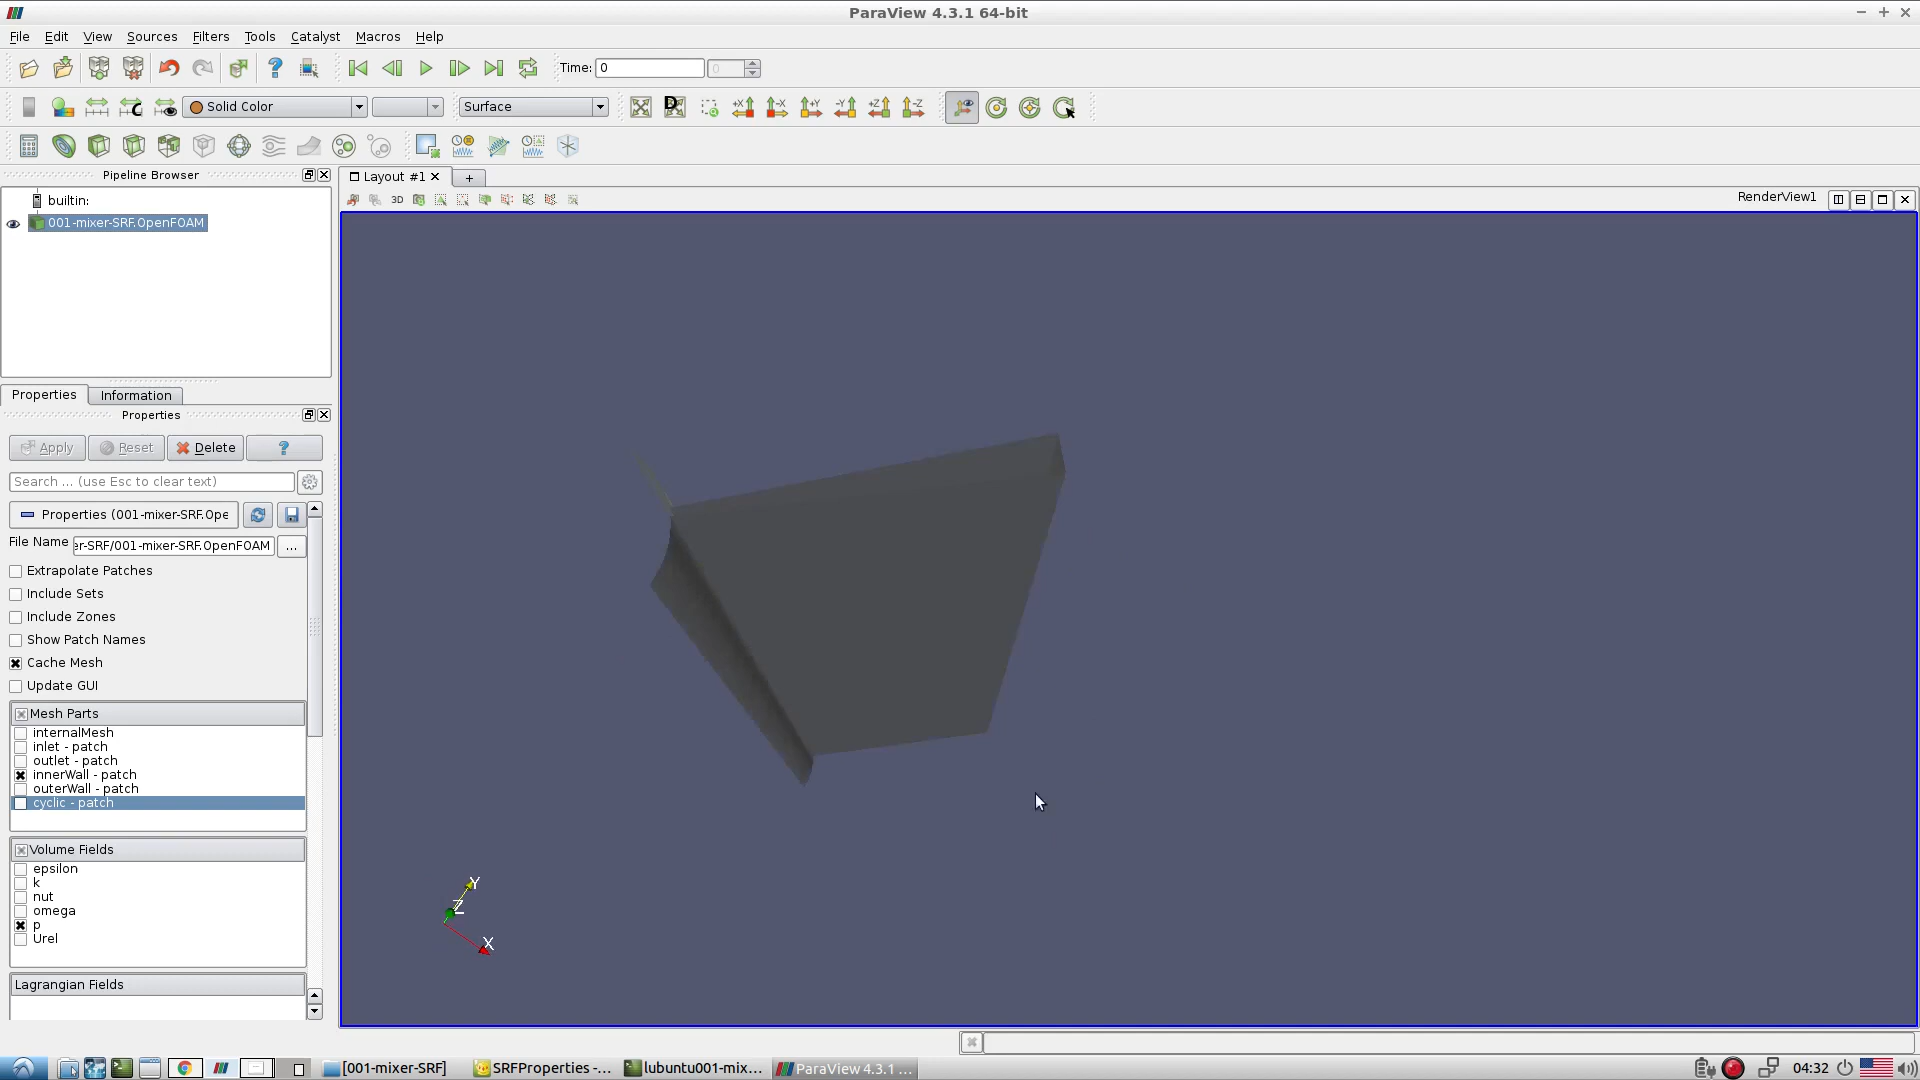 ParaView 4.3.1 64-bit
File Edit View Sources Filters Tools Catalyst Macros Help
Time: 0 0
Solid Color Surface +X -X +Y -Y +Z -Z
Pipeline Browser
Layout #1
builtin:
3D RenderView1
001-mixer-SRF.OpenFOAM
Properties Information
Properties
Apply Reset Delete ?
Search ... (use Esc to clear text)
Properties (001-mixer-SRF.Ope
File Name er-SRF/001-mixer-SRF.OpenFOAM ...
Extrapolate Patches
Include Sets
Include Zones
Show Patch Names
Cache Mesh
Update GUI
Mesh Parts
internalMesh
inlet - patch
outlet - patch
innerWall - patch
outerWall - patch
cyclic - patch
Volume Fields
epsilon
k
nut
omega
p
Urel
Lagrangian Fields
Y
Z
X
[001-mixer-SRF] SRFProperties -... lubuntu001-mix... ParaView 4.3.1 ... 04:32